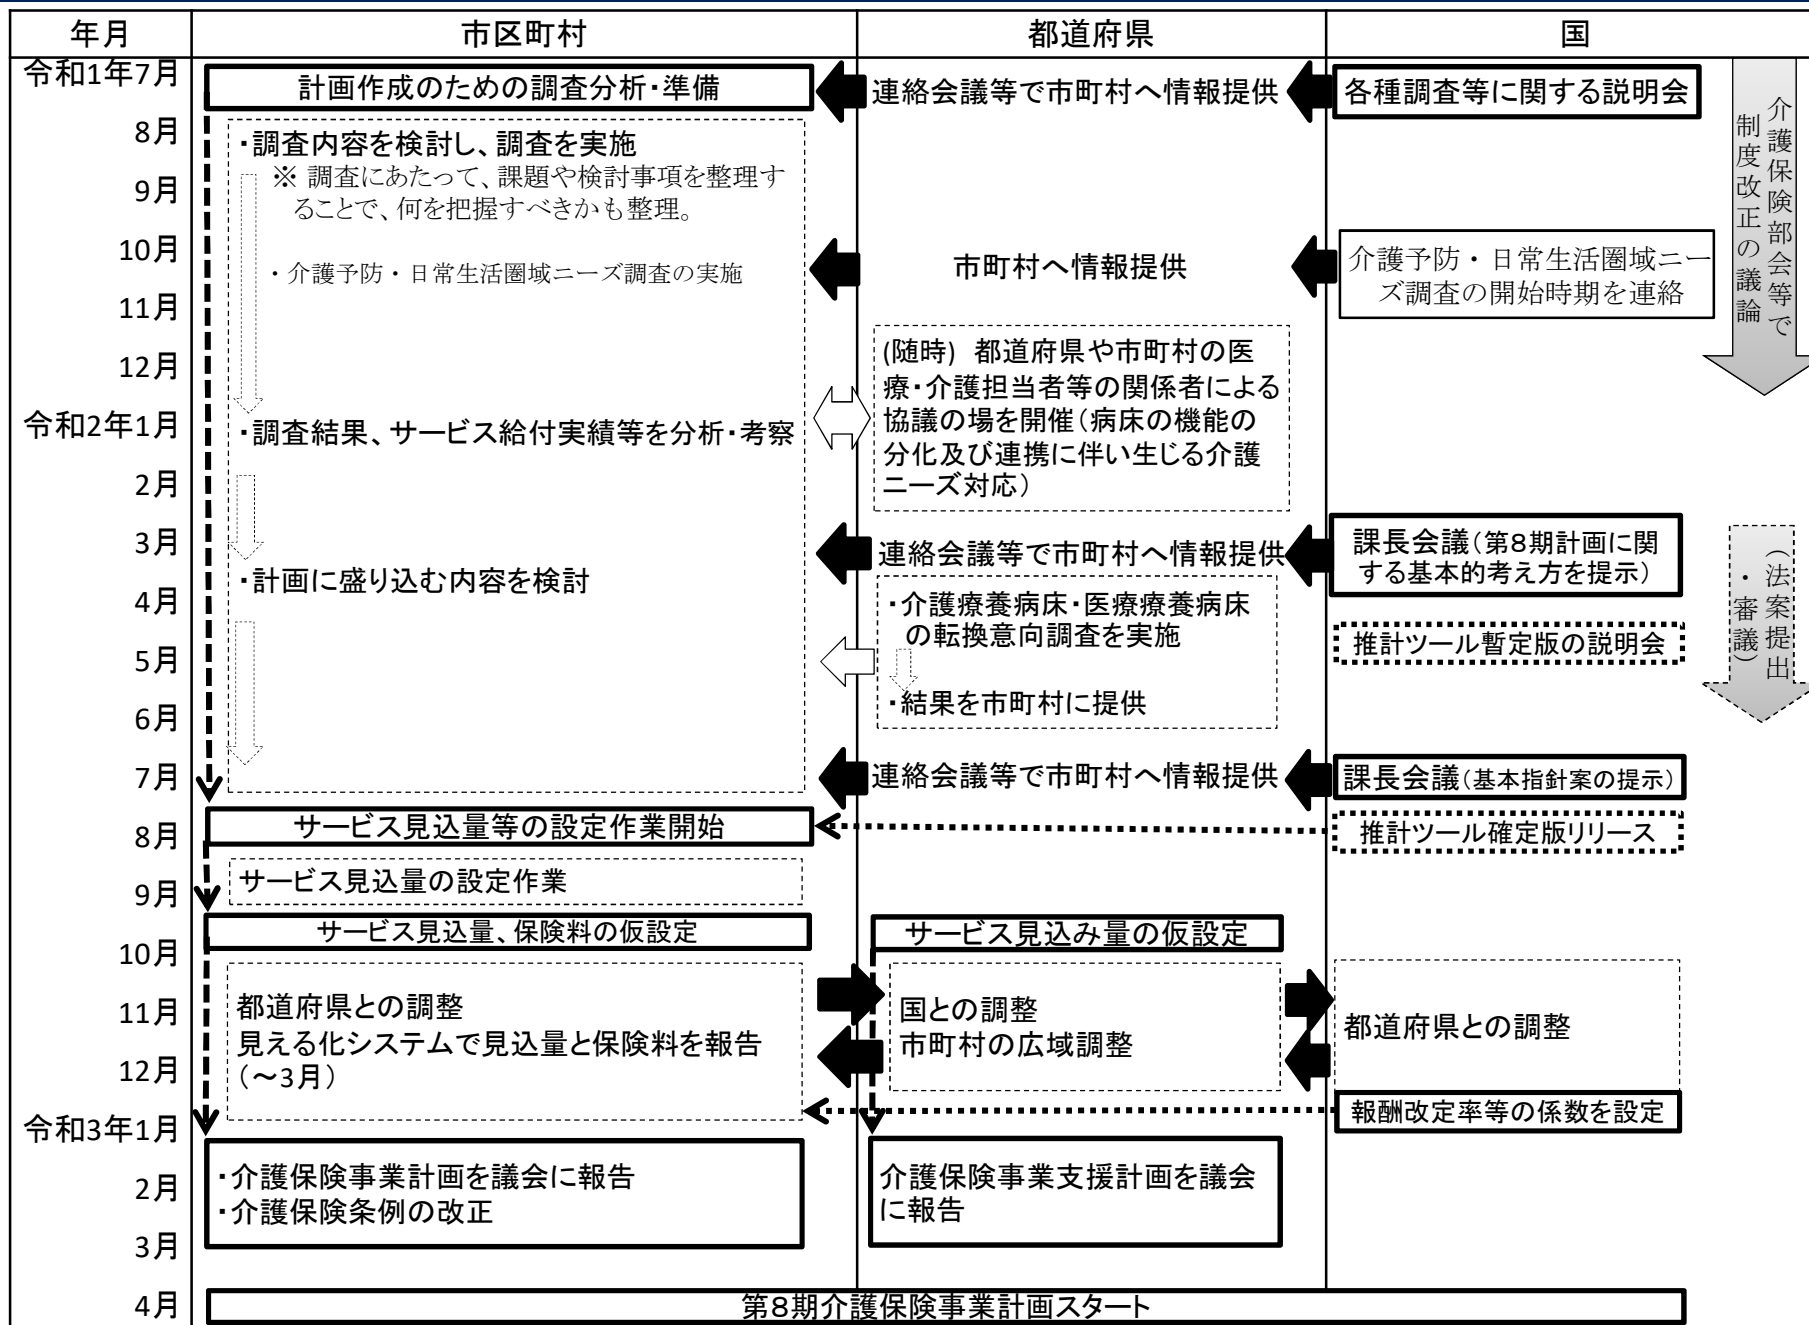 年月
市区町村
都道府県
国
令和1年7月
8月
9月
10月
11月
12月
令和2年1月
2月
3月
4月
5月
6月
7月
8月
9月
10月
11月
12月
令和3年1月
2月
3月
4月
計画作成のための調査分析・準備
・調査内容を検討し、調査を実施
※ 調査にあたって、課題や検討事項を整理す
ることで、何を把握すべきかも整理。
・介護予防・日常生活圏域ニーズ調査の実施
・調査結果、サービス給付実績等を分析・考察
・計画に盛り込む内容を検討
サービス見込量等の設定作業開始
サービス見込量の設定作業
サービス見込量、保険料の仮設定
都道府県との調整
見える化システムで見込量と保険料を報告
（～3月）
・介護保険事業計画を議会に報告
・介護保険条例の改正
連絡会議等で市町村へ情報提供
市町村へ情報提供
(随時) 都道府県や市町村の医
療・介護担当者等の関係者による
協議の場を開催（病床の機能の
分化及び連携に伴い生じる介護
ニーズ対応）
連絡会議等で市町村へ情報提供
・介護療養病床・医療療養病床
の転換意向調査を実施
・結果を市町村に提供
連絡会議等で市町村へ情報提供
サービス見込み量の仮設定
国との調整
市町村の広域調整
介護保険事業支援計画を議会
に報告
各種調査等に関する説明会
介護予防・日常生活圏域ニー
ズ調査の開始時期を連絡
課長会議（第8期計画に関
する基本的考え方を提示）
推計ツール暫定版の説明会
課長会議（基本指針案の提示）
推計ツール確定版リリース
都道府県との調整
報酬改定率等の係数を設定
介護保険部会等で
制度改正の議論
（法案提出
・審議）
第8期介護保険事業計画スタート